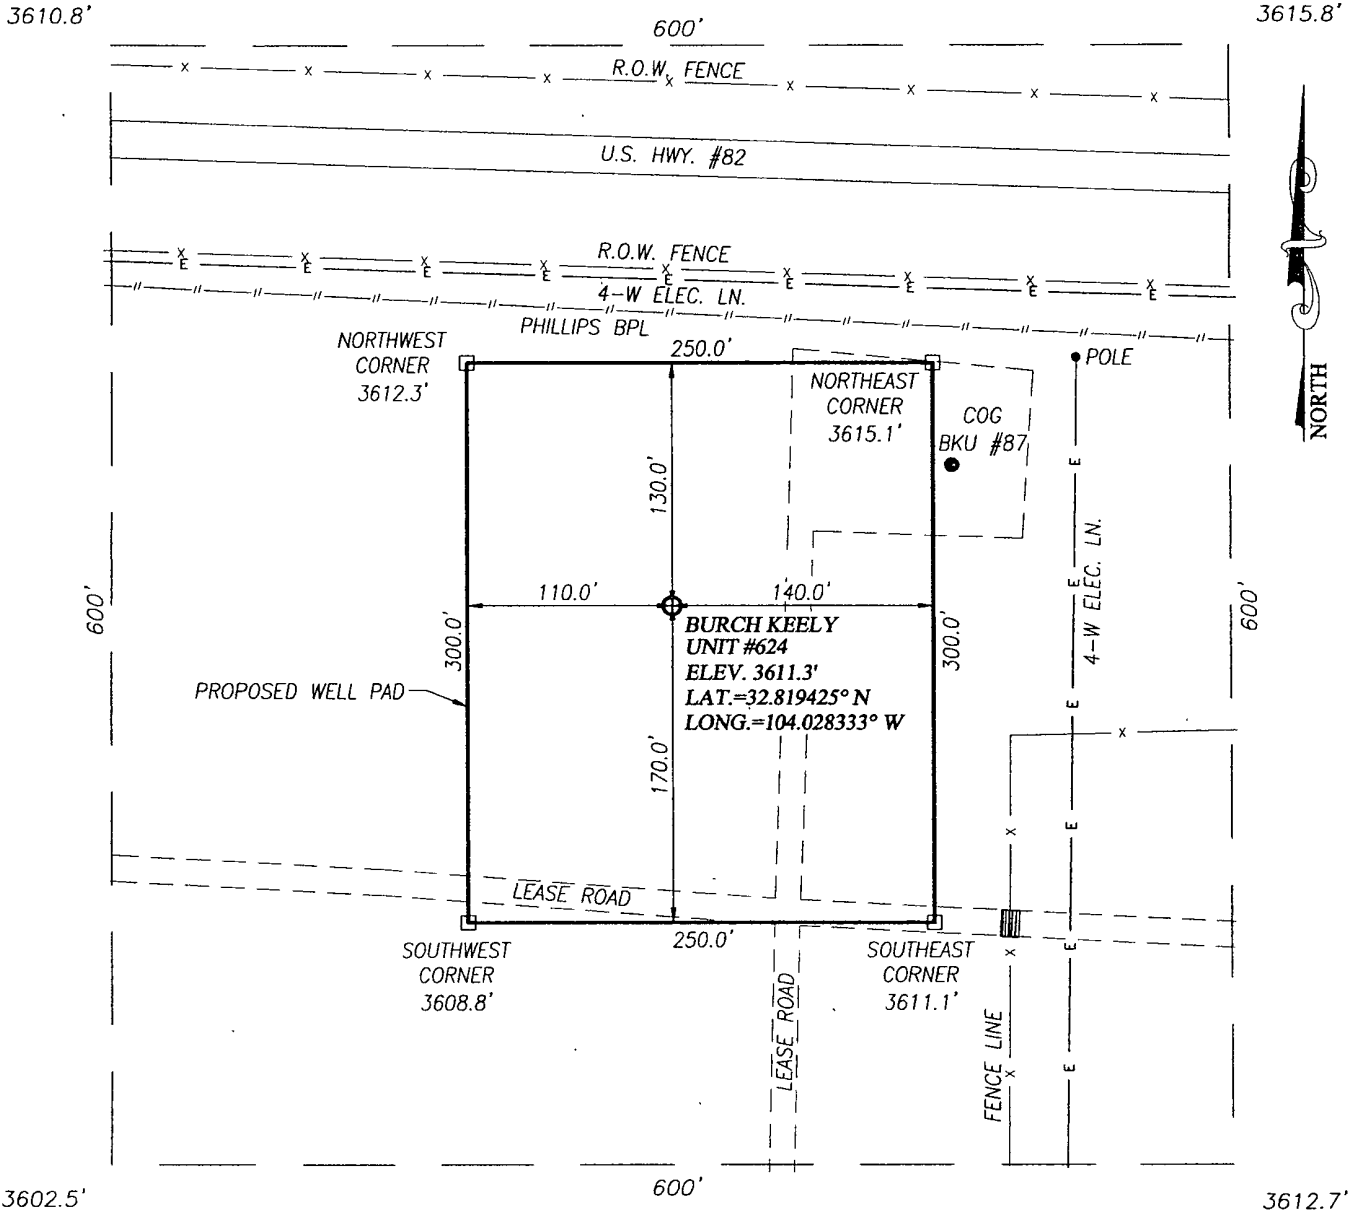 3610.8'
600'
3615.8'
R.O.W. FENCE
U.S. HWY. #82
R.O.W. FENCE
4-W ELEC. LN.
PHILLIPS BPL
NORTHWEST
CORNER
3612.3'
250.0'
NORTHEAST
CORNER
3615.1'
COG
BKU #87
POLE
NORTH
130.0'
110.0'
140.0'
600'
300.0'
BURCH KEELY
UNIT #624
ELEV. 3611.3'
LAT.=32.819425° N
LONG.=104.028333° W
300.0'
4-W ELEC. LN.
600'
PROPOSED WELL PAD
170.0'
LEASE ROAD
250.0'
SOUTHWEST
CORNER
3608.8'
SOUTHEAST
CORNER
3611.1'
LEASE ROAD
FENCE LINE
3602.5'
600'
3612.7'